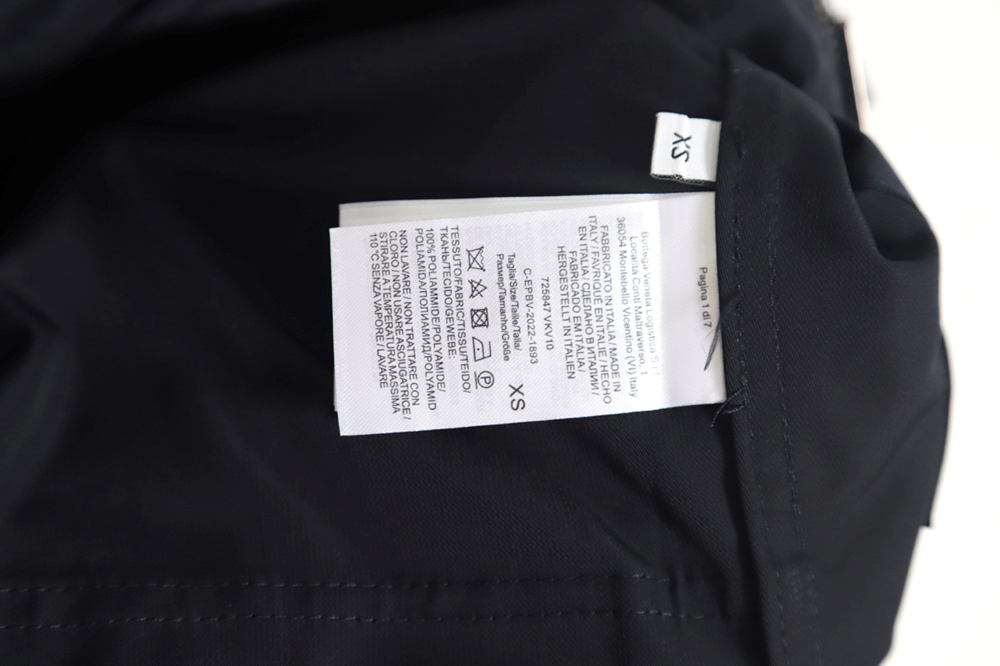 XS
Pagina 1 di 7
Bottega Veneta Logistica S.r.l
Località Conti Maltraverso, 1
36054 Montebello Vicentino (VI) Italy
FABBRICATO IN ITALIA / MADE IN
ITALY / FAVRIQUÉ EN ITALIE / HECHO
EN ITALIA / СДЕЛАНО В ИТАЛИИ /
FABRICADO EM ITÁLIA /
HERGESTELLT IN ITALIEN
725847 VKV10
C-EPBV-2022-1893
Taglia/Size/Taille/Talla/
Размер/Tamanho/Größe
XS
TESSUTO/FABRIC/TISSU/TEJIDO/
ТКАНЬ/TECIDO/GEWEBE:
100% POLIAMMIDE/POLYAMIDE/
POLIAMID/ПОЛИАМИД/POLYAMID
NON LAVARE / NON TRATTARE CON
CLORO / NON USARE ASCIUGATRICE /
STIRARE A TEMPERATURA MASSIMA
110 °C SENZA VAPORE / LAVARE